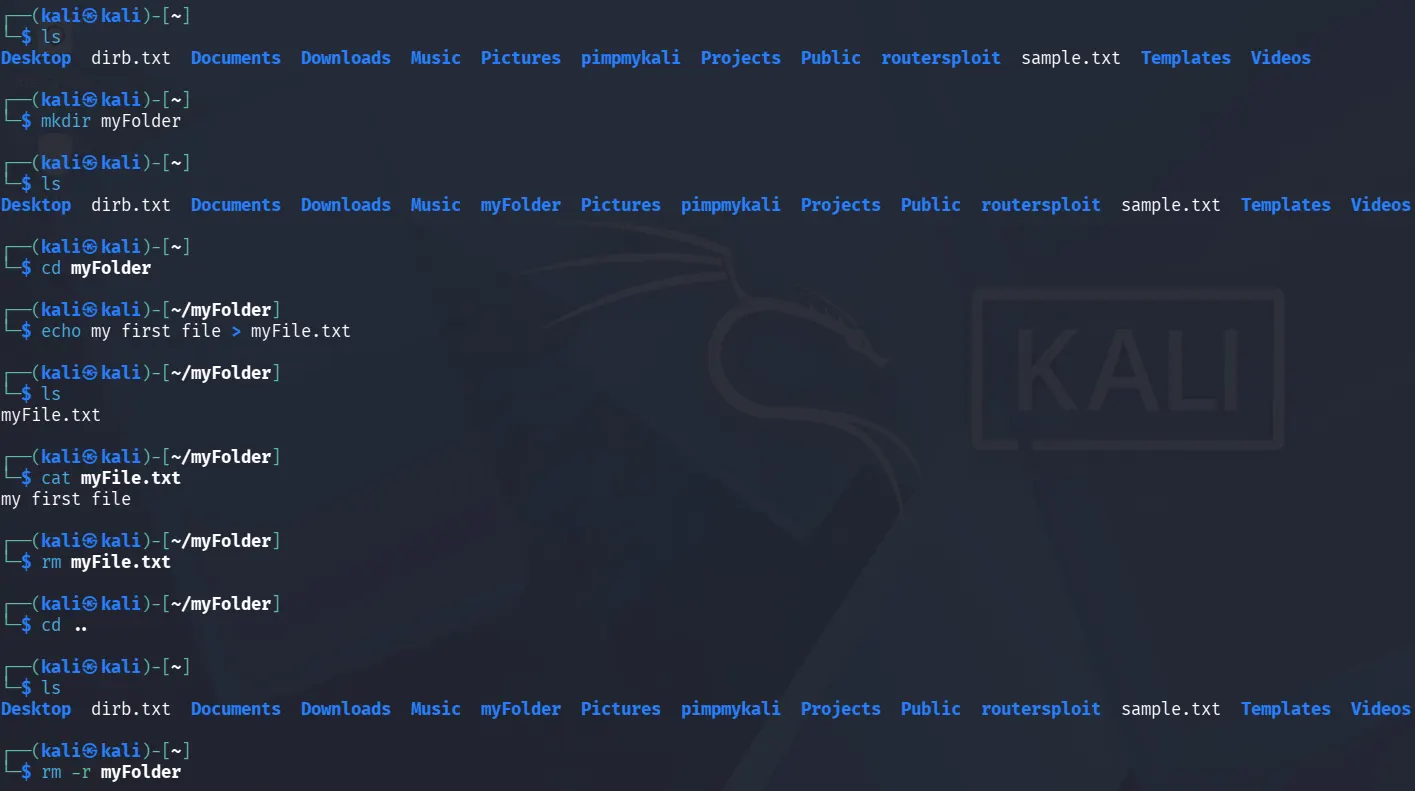 ┌──(kali㉿kali)-[~]
└─$ ls
Desktop  dirb.txt  Documents  Downloads  Music  Pictures  pimpmykali  Projects  Public  routersploit  sample.txt  Templates  Videos
┌──(kali㉿kali)-[~]
└─$ mkdir myFolder
┌──(kali㉿kali)-[~]
└─$ ls
Desktop  dirb.txt  Documents  Downloads  Music  myFolder  Pictures  pimpmykali  Projects  Public  routersploit  sample.txt  Templates  Videos
┌──(kali㉿kali)-[~]
└─$ cd myFolder
┌──(kali㉿kali)-[~/myFolder]
└─$ echo my first file > myFile.txt
┌──(kali㉿kali)-[~/myFolder]
└─$ ls
myFile.txt
┌──(kali㉿kali)-[~/myFolder]
└─$ cat myFile.txt
my first file
┌──(kali㉿kali)-[~/myFolder]
└─$ rm myFile.txt
┌──(kali㉿kali)-[~/myFolder]
└─$ cd ..
┌──(kali㉿kali)-[~]
└─$ ls
Desktop  dirb.txt  Documents  Downloads  Music  myFolder  Pictures  pimpmykali  Projects  Public  routersploit  sample.txt  Templates  Videos
┌──(kali㉿kali)-[~]
└─$ rm -r myFolder
KALI